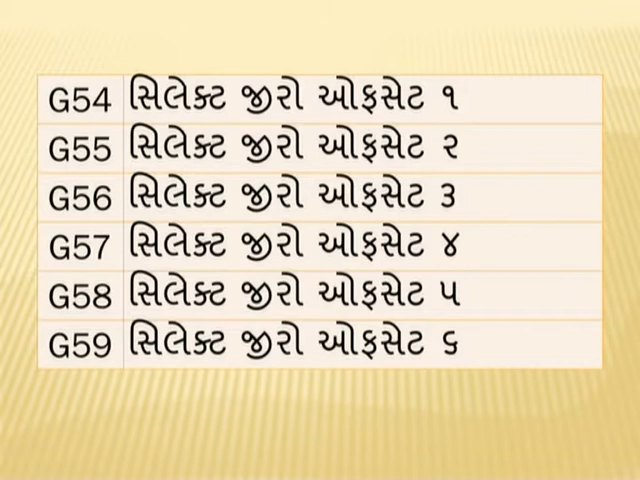 G54 સિલેક્ટ જીરો ઓફસેટ ૧
G55 સિલેક્ટ જીરો ઓફસેટ ૨
G56 સિલેક્ટ જીરો ઓફસેટ ૩
G57 સિલેક્ટ જીરો ઓફસેટ ૪
G58 સિલેક્ટ જીરો ઓફસેટ ૫
G59 સિલેક્ટ જીરો ઓફસેટ ૬